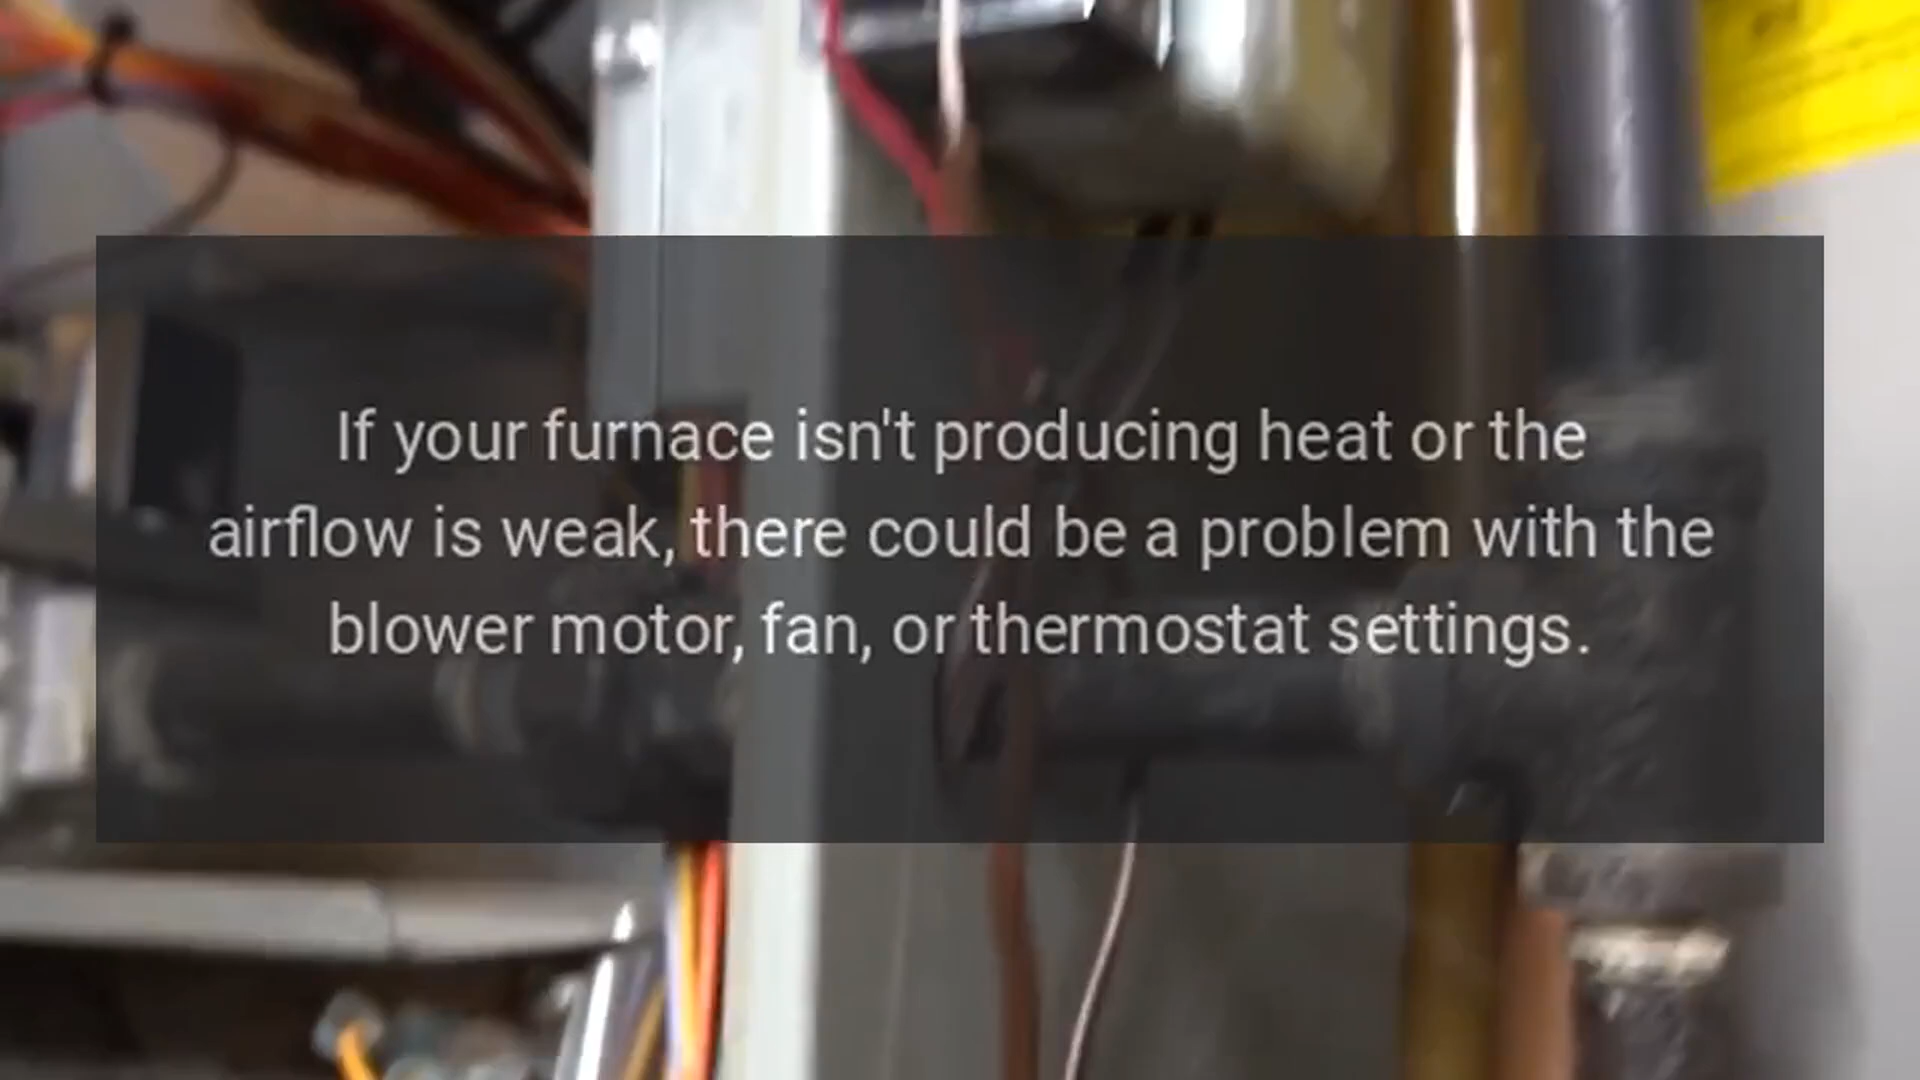 If your furnace isn't producing heat or the
airflow is weak, there could be a problem with the
blower motor, fan, or thermostat settings.